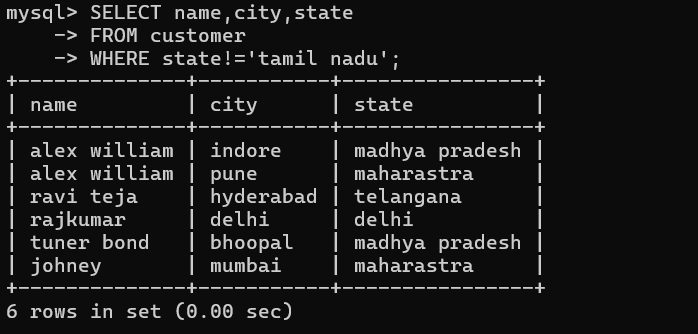 mysql> SELECT name,city,state
    -> FROM customer
    -> WHERE state!='tamil nadu';
+--------------+-----------+----------------+
| name         | city      | state          |
+--------------+-----------+----------------+
| alex william | indore    | madhya pradesh |
| alex william | pune      | maharastra     |
| ravi teja    | hyderabad | telangana      |
| rajkumar     | delhi     | delhi          |
| tuner bond   | bhoopal   | madhya pradesh |
| johney       | mumbai    | maharastra     |
+--------------+-----------+----------------+
6 rows in set (0.00 sec)